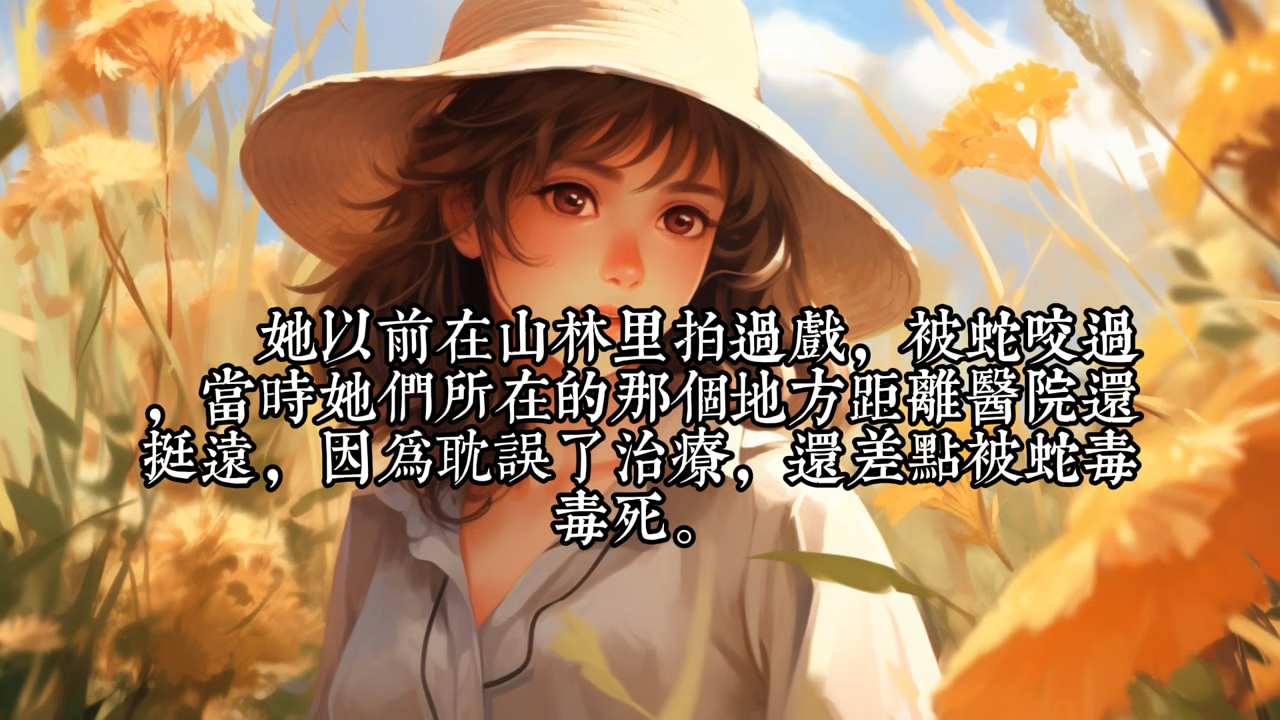 她以前在山林里拍過戲，被蛇咬過
，當時她們所在的那個地方距離醫院還
挺遠，因爲耽誤了治療，還差點被蛇毒
毒死。